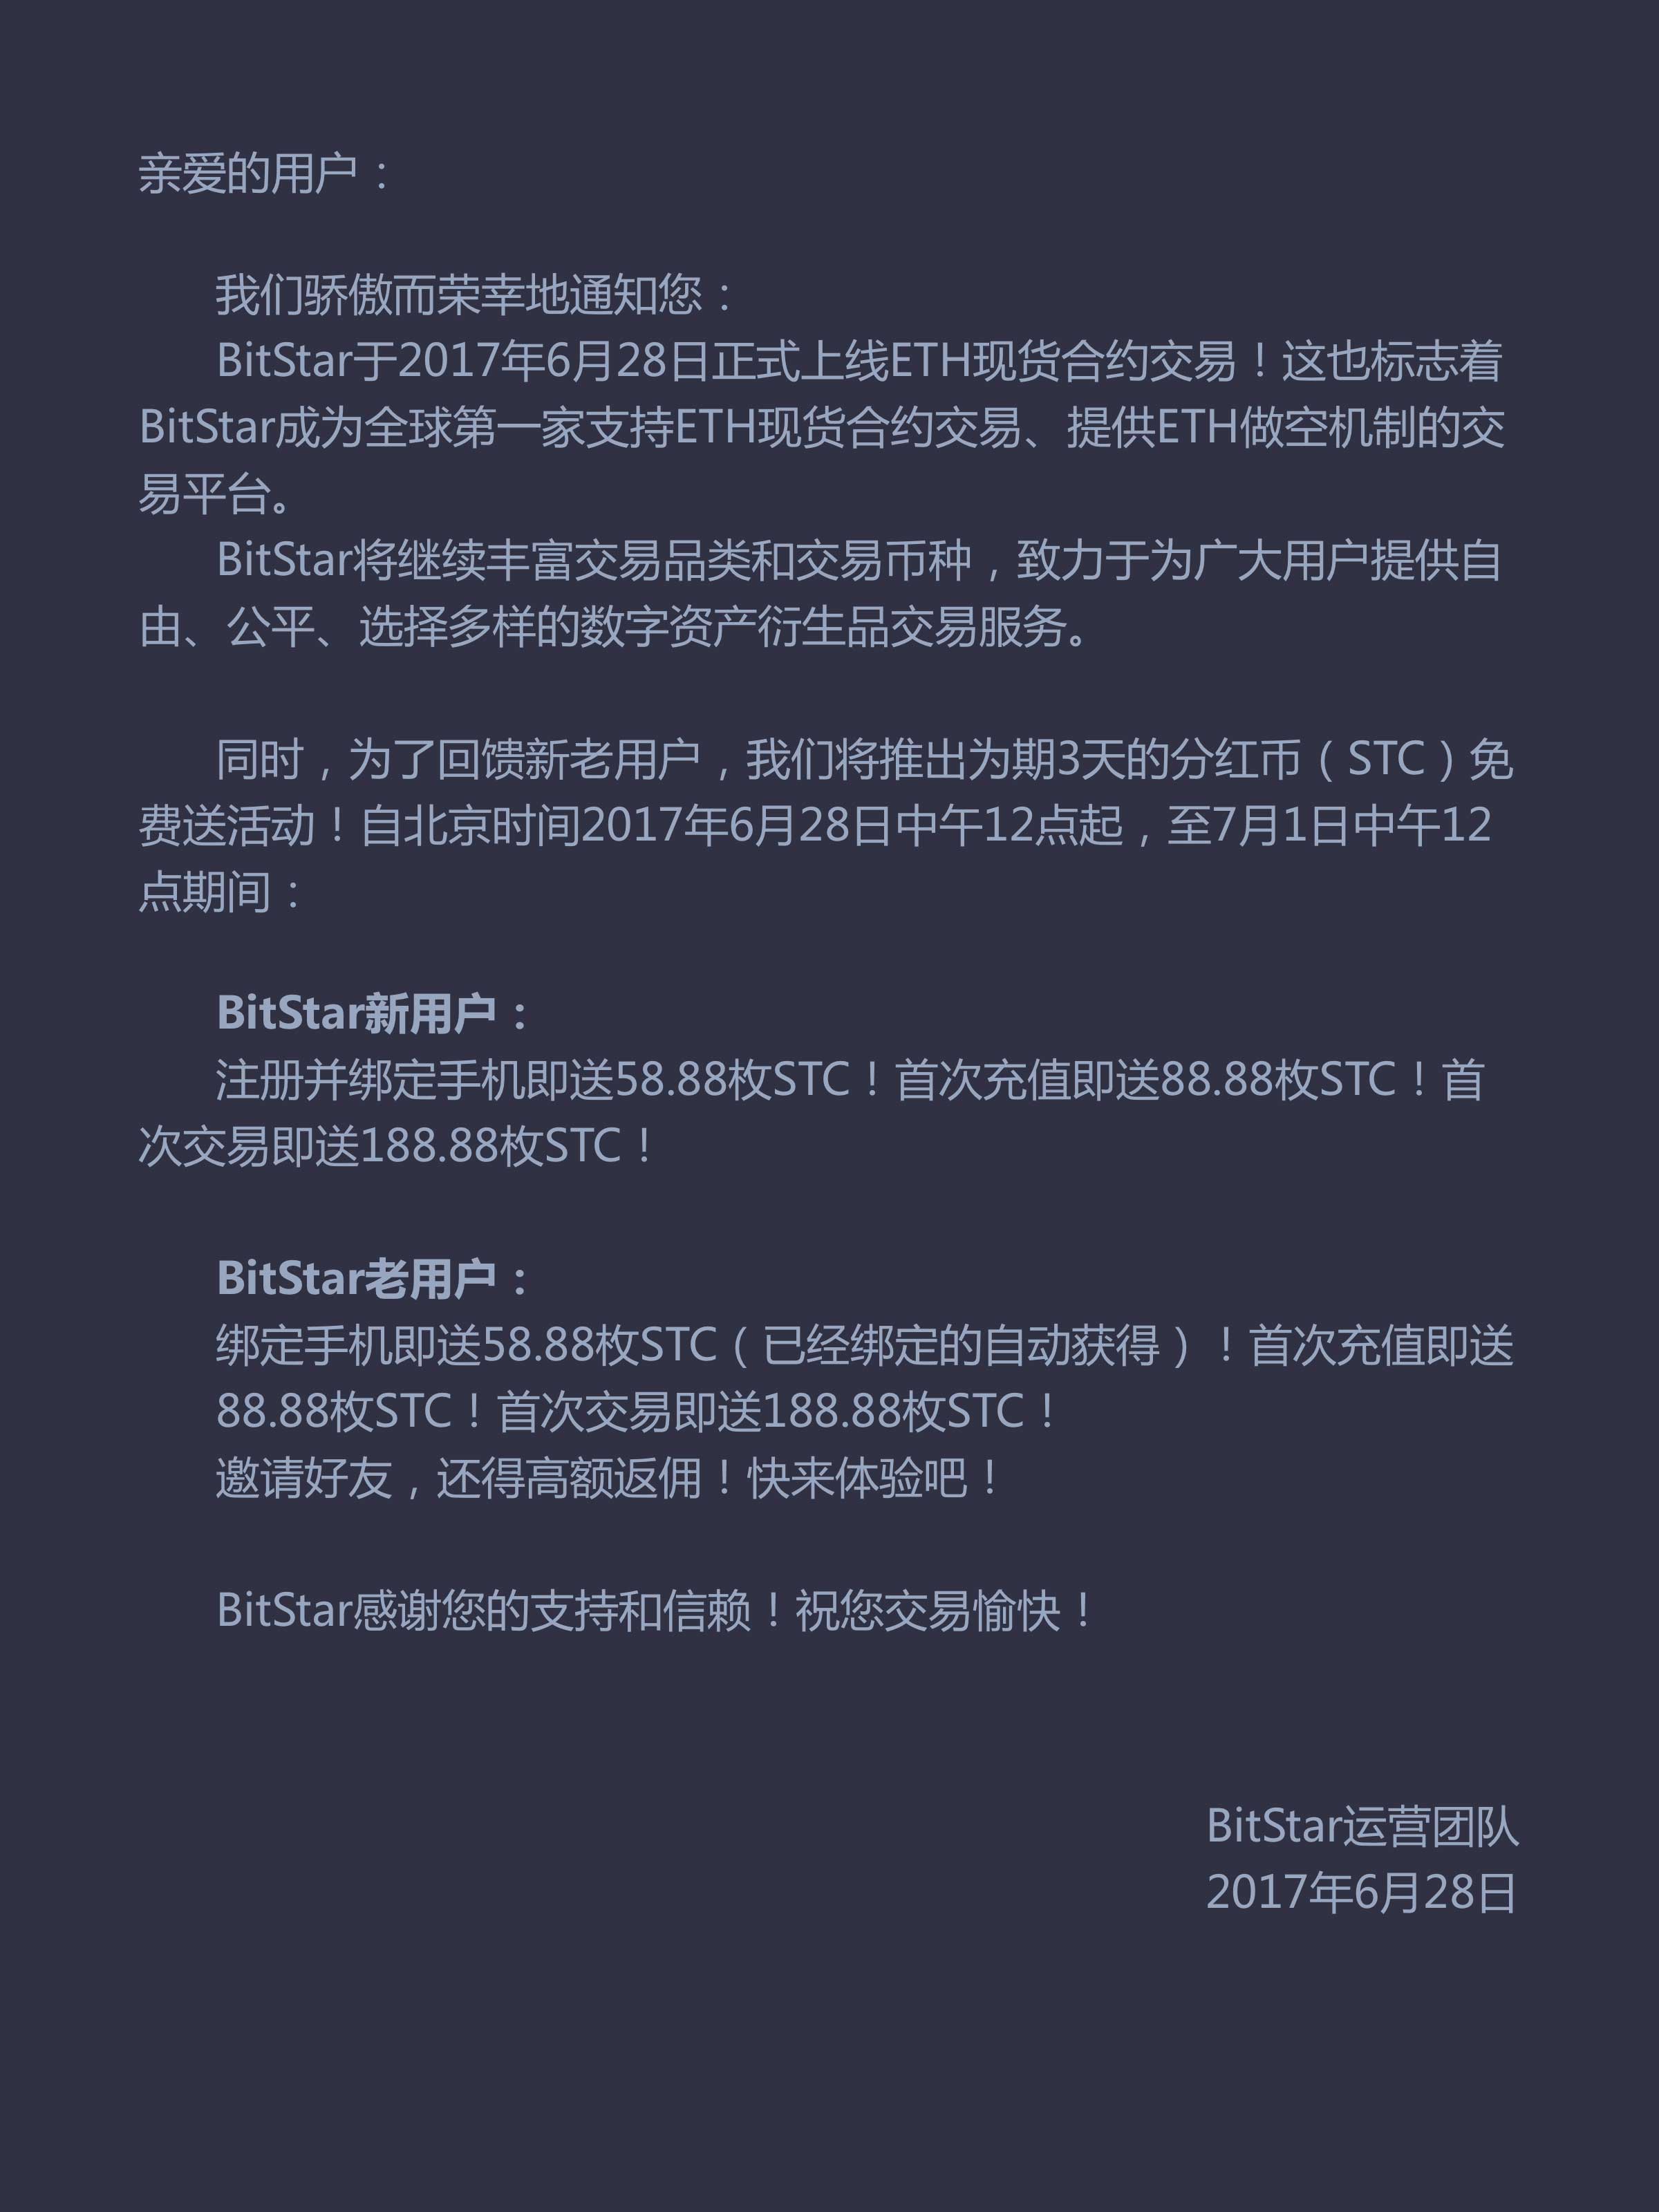 亲爱的用户：
我们骄傲而荣幸地通知您：
BitStar于2017年6月28日正式上线ETH现货合约交易！这也标志着
BitStar成为全球第一家支持ETH现货合约交易、提供ETH做空机制的交
易平台。
BitStar将继续丰富交易品类和交易币种，致力于为广大用户提供自
由、公平、选择多样的数字资产衍生品交易服务。
同时，为了回馈新老用户，我们将推出为期3天的分红币（STC）免
费送活动！自北京时间2017年6月28日中午12点起，至7月1日中午12
点期间：
BitStar新用户：
注册并绑定手机即送58.88枚STC！首次充值即送88.88枚STC！首
次交易即送188.88枚STC！
BitStar老用户：
绑定手机即送58.88枚STC（已经绑定的自动获得）！首次充值即送
88.88枚STC！首次交易即送188.88枚STC！
邀请好友，还得高额返佣！快来体验吧！
BitStar感谢您的支持和信赖！祝您交易愉快！
BitStar运营团队
2017年6月28日